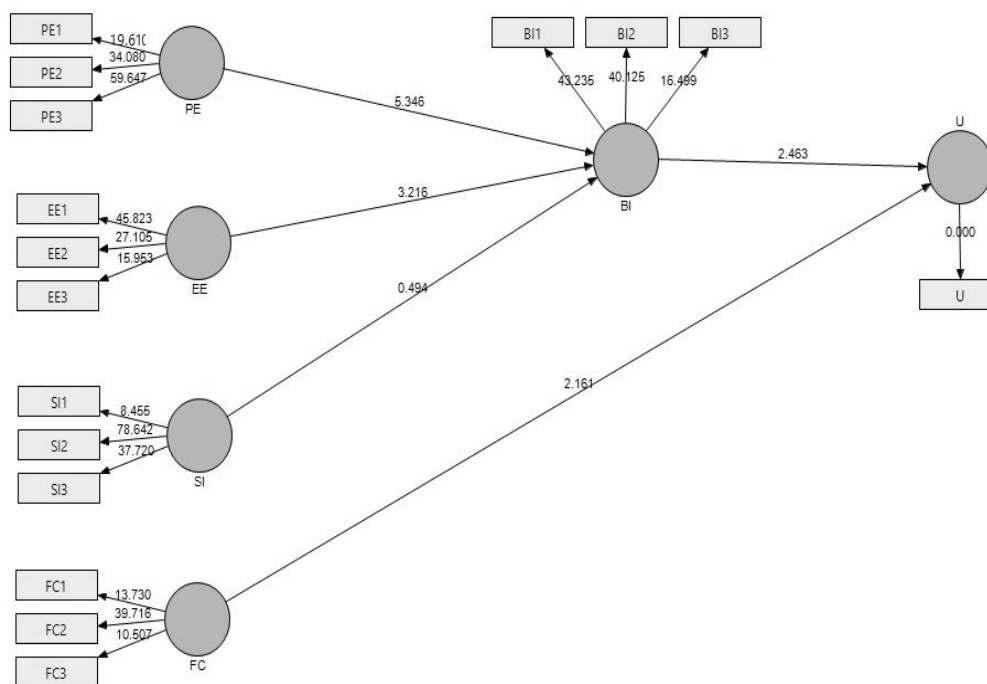 PE1
19.610
PE2
34.080
59.647
PE3
PE
BI1
BI2
BI3
43.235
40.125
16.499
5.346
BI
U
2.463
0.000
U
EE1
45.823
EE2
27.105
15.953
EE3
EE
3.216
0.494
SI1
8.455
SI2
78.642
37.720
SI3
SI
2.161
FC1
13.730
FC2
39.716
10.507
FC3
FC